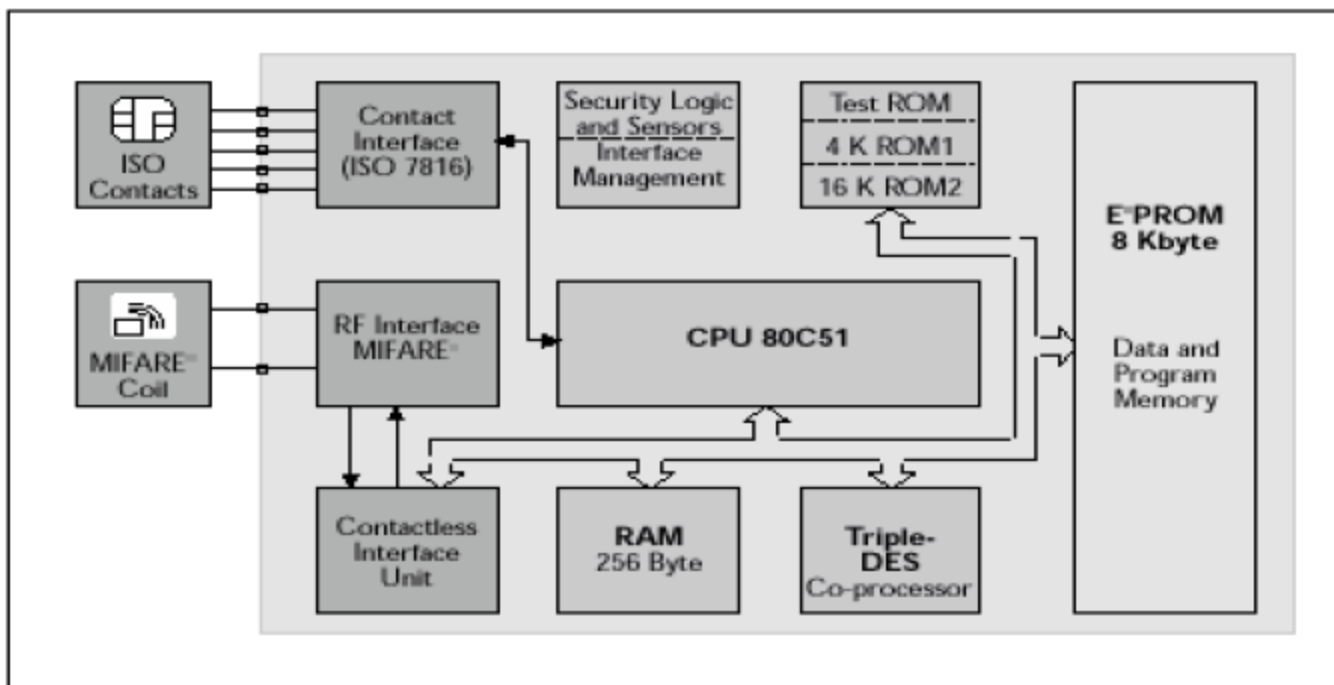 ISO
Contacts
Contact
Interface
(ISO 7816)
Security Logic
and Sensors
Interface
Management
Test ROM
4 K ROM1
16 K ROM2
E²PROM
8 Kbyte
Data and
Program
Memory
MIFARE®
Coil
RF Interface
MIFARE®
CPU 80C51
Contactless
Interface
Unit
RAM
256 Byte
Triple-
DES
Co-processor